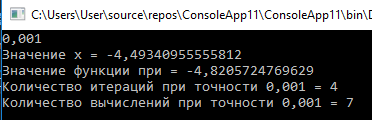 C:\Users\User\source\repos\ConsoleApp11\ConsoleApp11\bin\D
0,001
Значение x = -4,49340955555812
Значение функции при = -4,8205724769629
Количество итераций при точности 0,001 = 4
Количество вычислений при точности 0,001 = 7